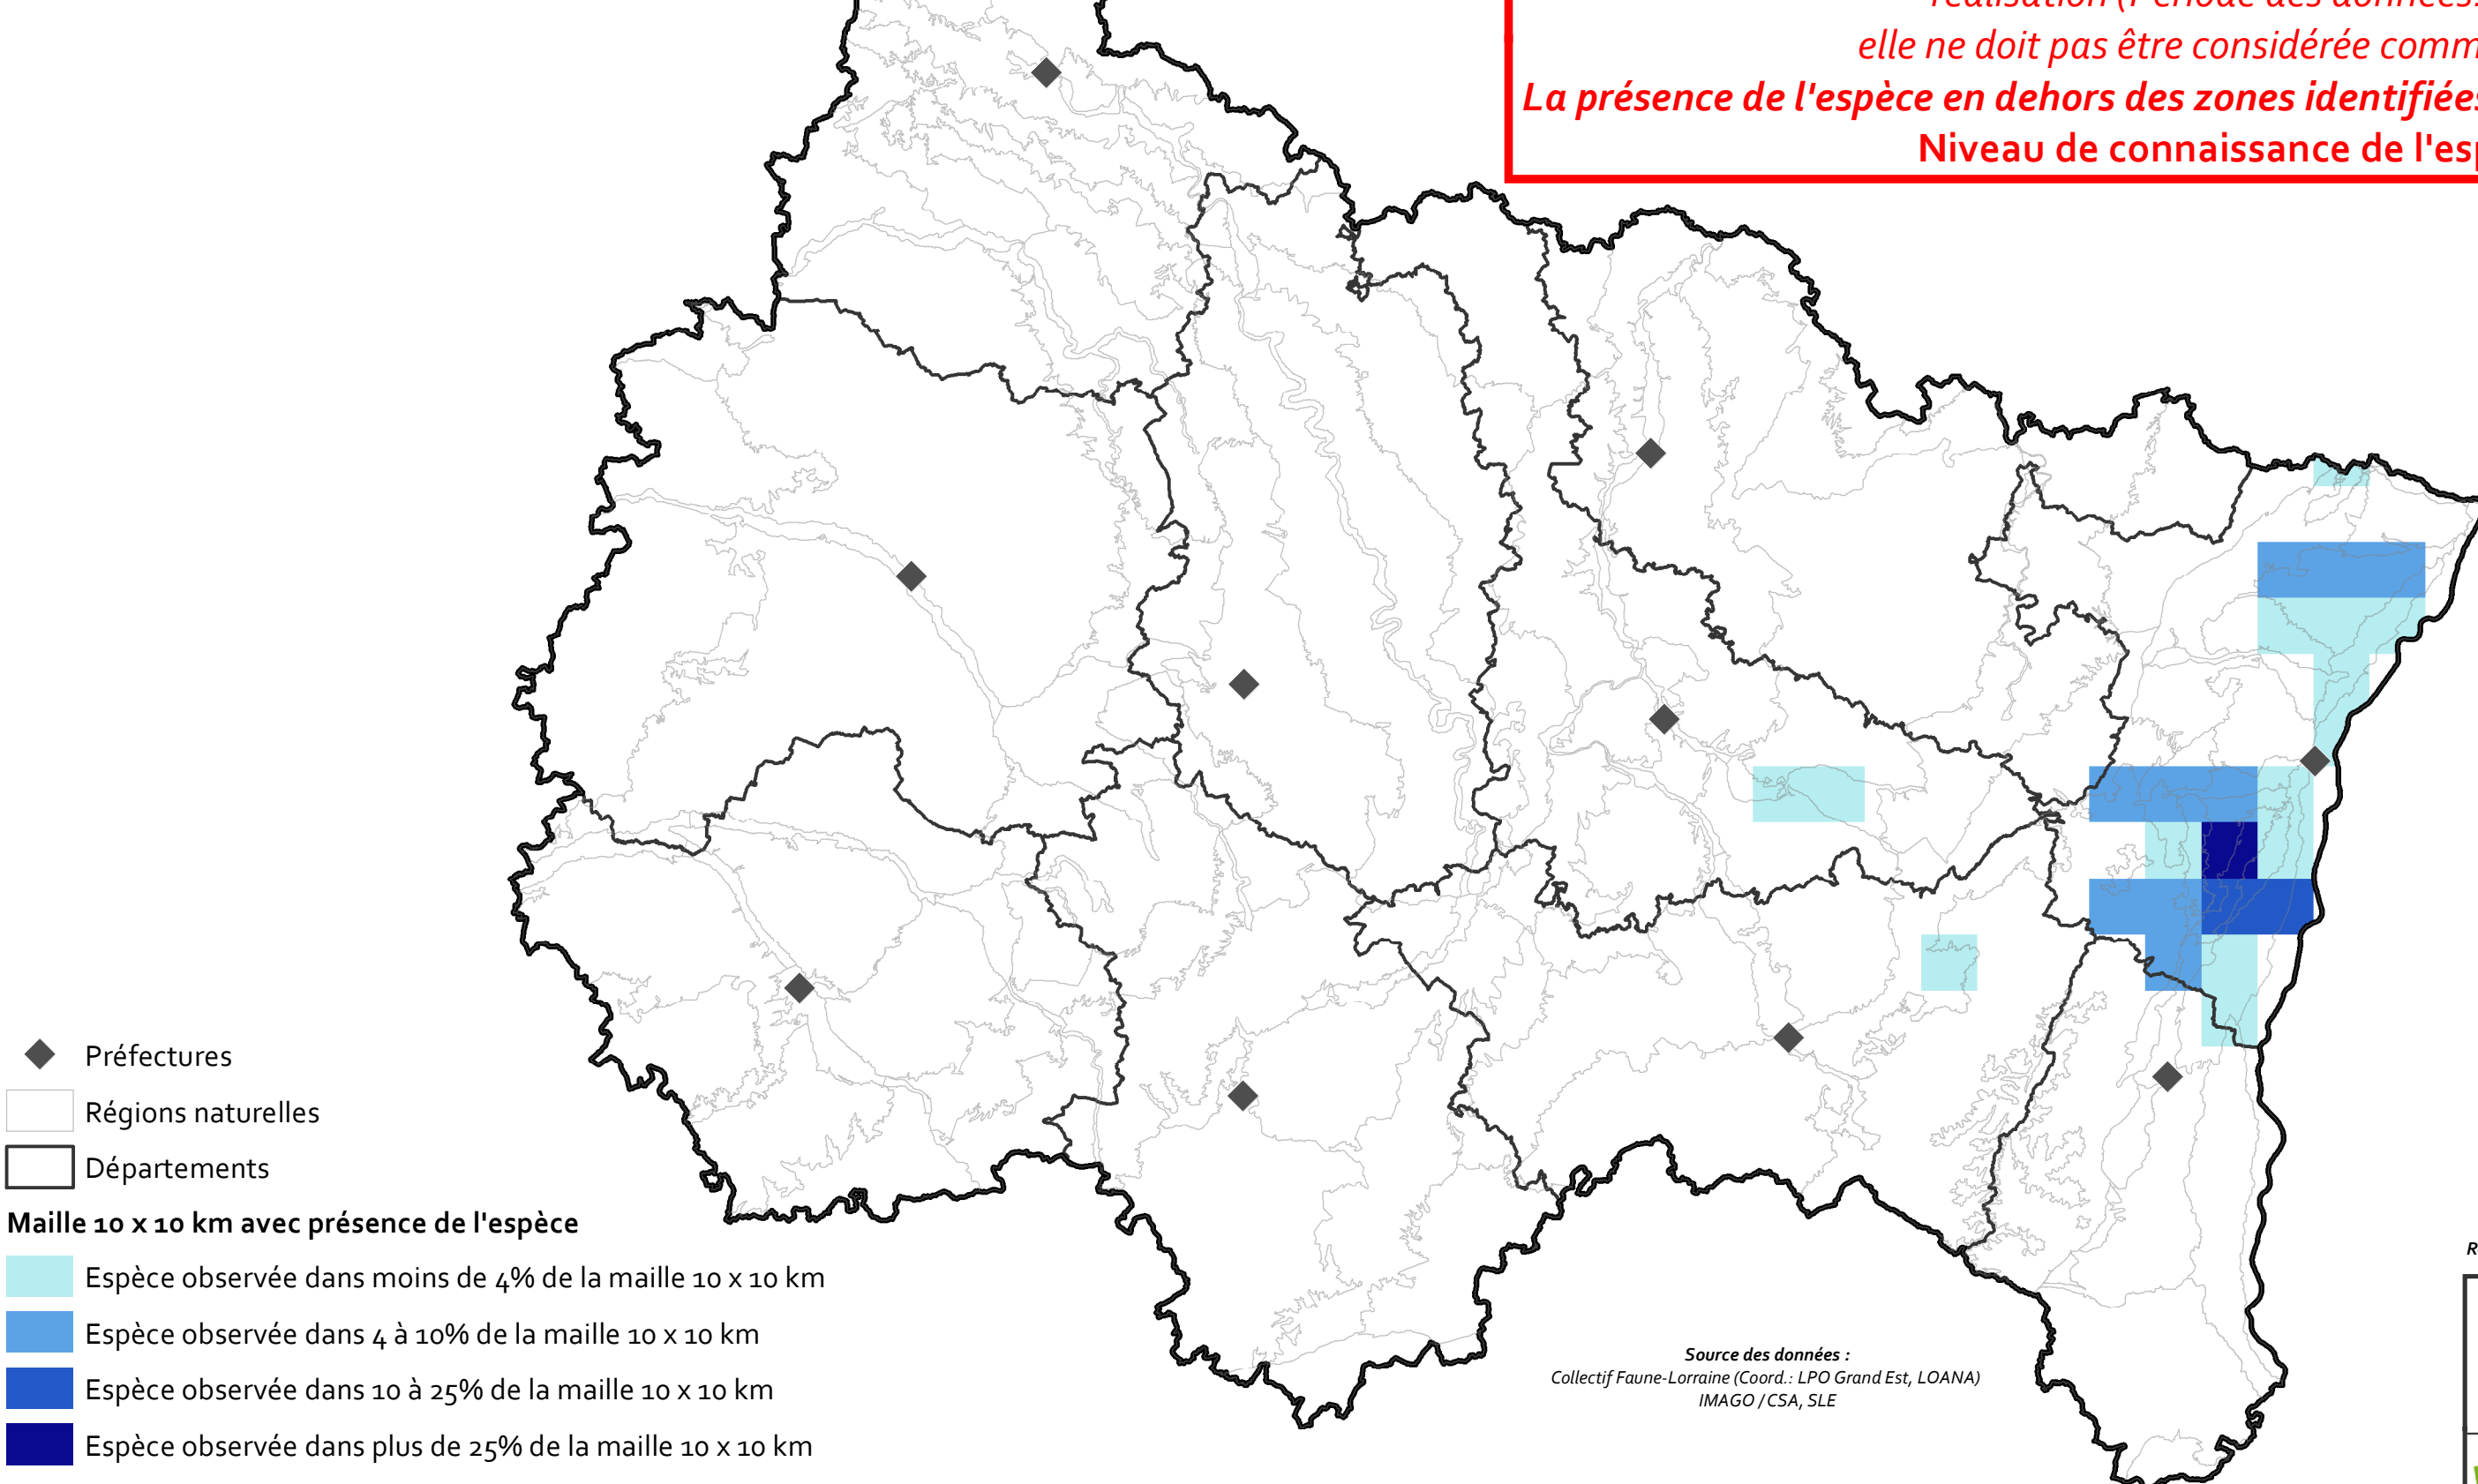 elle ne doit pas être considérée comm
La présence de l'espèce en dehors des zones identifiées
Niveau de connaissance de l'esp
Préfectures
Régions naturelles
Départements
Maille 10 x 10 km avec présence de l'espèce
Espèce observée dans moins de 4% de la maille 10 x 10 km
Espèce observée dans 4 à 10% de la maille 10 x 10 km
Espèce observée dans 10 à 25% de la maille 10 x 10 km
Espèce observée dans plus de 25% de la maille 10 x 10 km
Source des données :
Collectif Faune-Lorraine (Coord.: LPO Grand Est, LOANA)
IMAGO / CSA, SLE
R